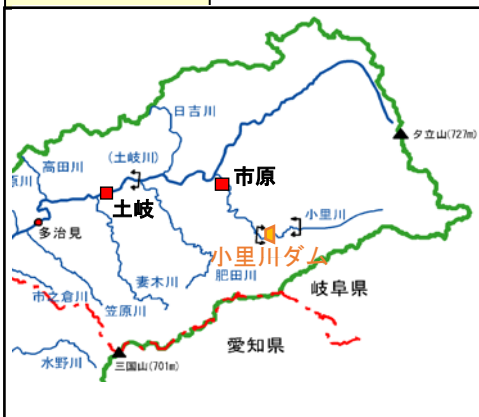 日吉川
夕立山(727m)
(土岐川)
高田川
原川
市原
土岐
小里川
多治見
小里川ダム
肥田川
妻木川
岐阜県
市之倉川
笠原川
愛知県
水野川
三国山(701m)